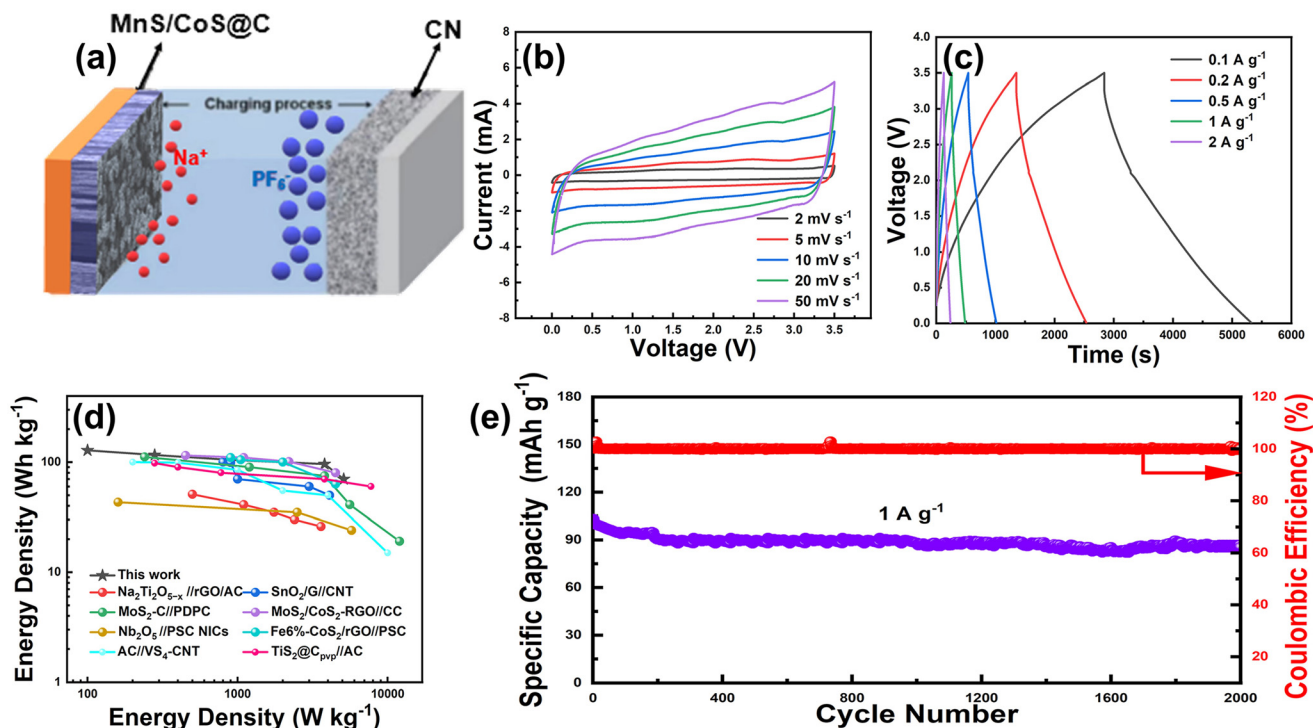 (a)
MnS/CoS@C
CN
Charging process
Na⁺
PF₆⁻
(b)
Current (mA)
8
6
4
2
0
-2
-4
-6
-8
0.0 0.5 1.0 1.5 2.0 2.5 3.0 3.5
Voltage (V)
2 mV s⁻¹
5 mV s⁻¹
10 mV s⁻¹
20 mV s⁻¹
50 mV s⁻¹
(c)
Voltage (V)
4.0
3.5
3.0
2.5
2.0
1.5
1.0
0.5
0.0
0 1000 2000 3000 4000 5000 6000
Time (s)
0.1 A g⁻¹
0.2 A g⁻¹
0.5 A g⁻¹
1 A g⁻¹
2 A g⁻¹
(d)
Energy Density (Wh kg⁻¹)
100
10
1
100 1000 10000
Energy Density (W kg⁻¹)
This work
Na₂Ti₂O₅₋ₓ //rGO/AC
SnO₂/G//CNT
MoS₂-C//PDPC
MoS₂/CoS₂-RGO//CC
Nb₂O₅ //PSC NICs
Fe6%-CoS₂/rGO//PSC
AC//VS₄-CNT
TiS₂@Cₚᵥₚ//AC
(e)
Specific Capacity (mAh g⁻¹)
180
150
120
90
60
30
0
0 400 800 1200 1600 2000
Cycle Number
1 A g⁻¹
120
100
80
60
40
20
0
Coulombic Efficiency (%)